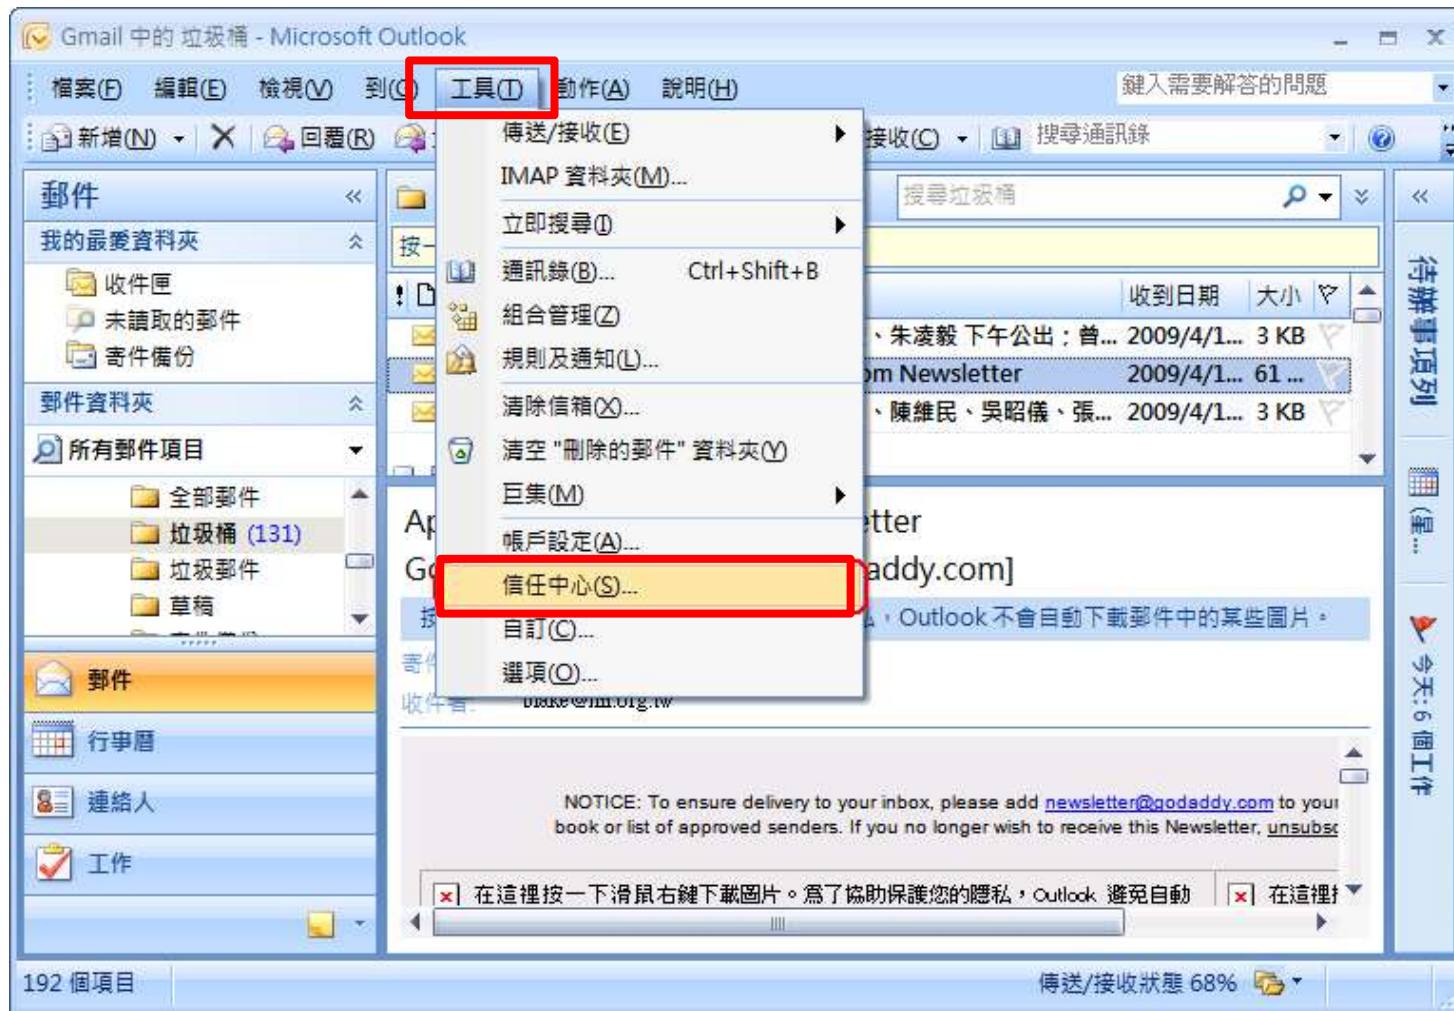 Gmail 中的 垃圾桶 - Microsoft Outlook
檔案(F) 編輯(E) 檢視(V) 到(G) 工具(T) 動作(A) 說明(H) 鍵入需要解答的問題
新增(N) 回覆(R) 接收(C) 搜尋通訊錄
郵件
搜尋垃圾桶
我的最愛資料夾
收件匣
未讀取的郵件
寄件備份
郵件資料夾
所有郵件項目
全部郵件
垃圾桶 (131)
垃圾郵件
草稿
郵件
行事曆
連絡人
工作
傳送/接收(E)
IMAP 資料夾(M)...
立即搜尋(I)
通訊錄(B)... Ctrl+Shift+B
組合管理(Z)
規則及通知(L)...
清除信箱(X)...
清空 "刪除的郵件" 資料夾(Y)
巨集(M)
帳戶設定(A)...
信任中心(S)...
自訂(C)...
選項(O)...
按一
收到日期 大小
、朱凌毅 下午公出；曾... 2009/4/1... 3 KB
om Newsletter 2009/4/1... 61 ...
、陳維民、吳昭儀、張... 2009/4/1... 3 KB
Ap etter
Go addy.com]
按 ，Outlook 不會自動下載郵件中的某些圖片。
寄件
收件者:
NOTICE: To ensure delivery to your inbox, please add newsletter@godaddy.com to your
book or list of approved senders. If you no longer wish to receive this Newsletter, unsubsc
在這裡按一下滑鼠右鍵下載圖片。為了協助保護您的隱私，Outlook 避免自動 在這裡按
待辦事項列
(星...
今天: 6 個工作
192 個項目 傳送/接收狀態 68%